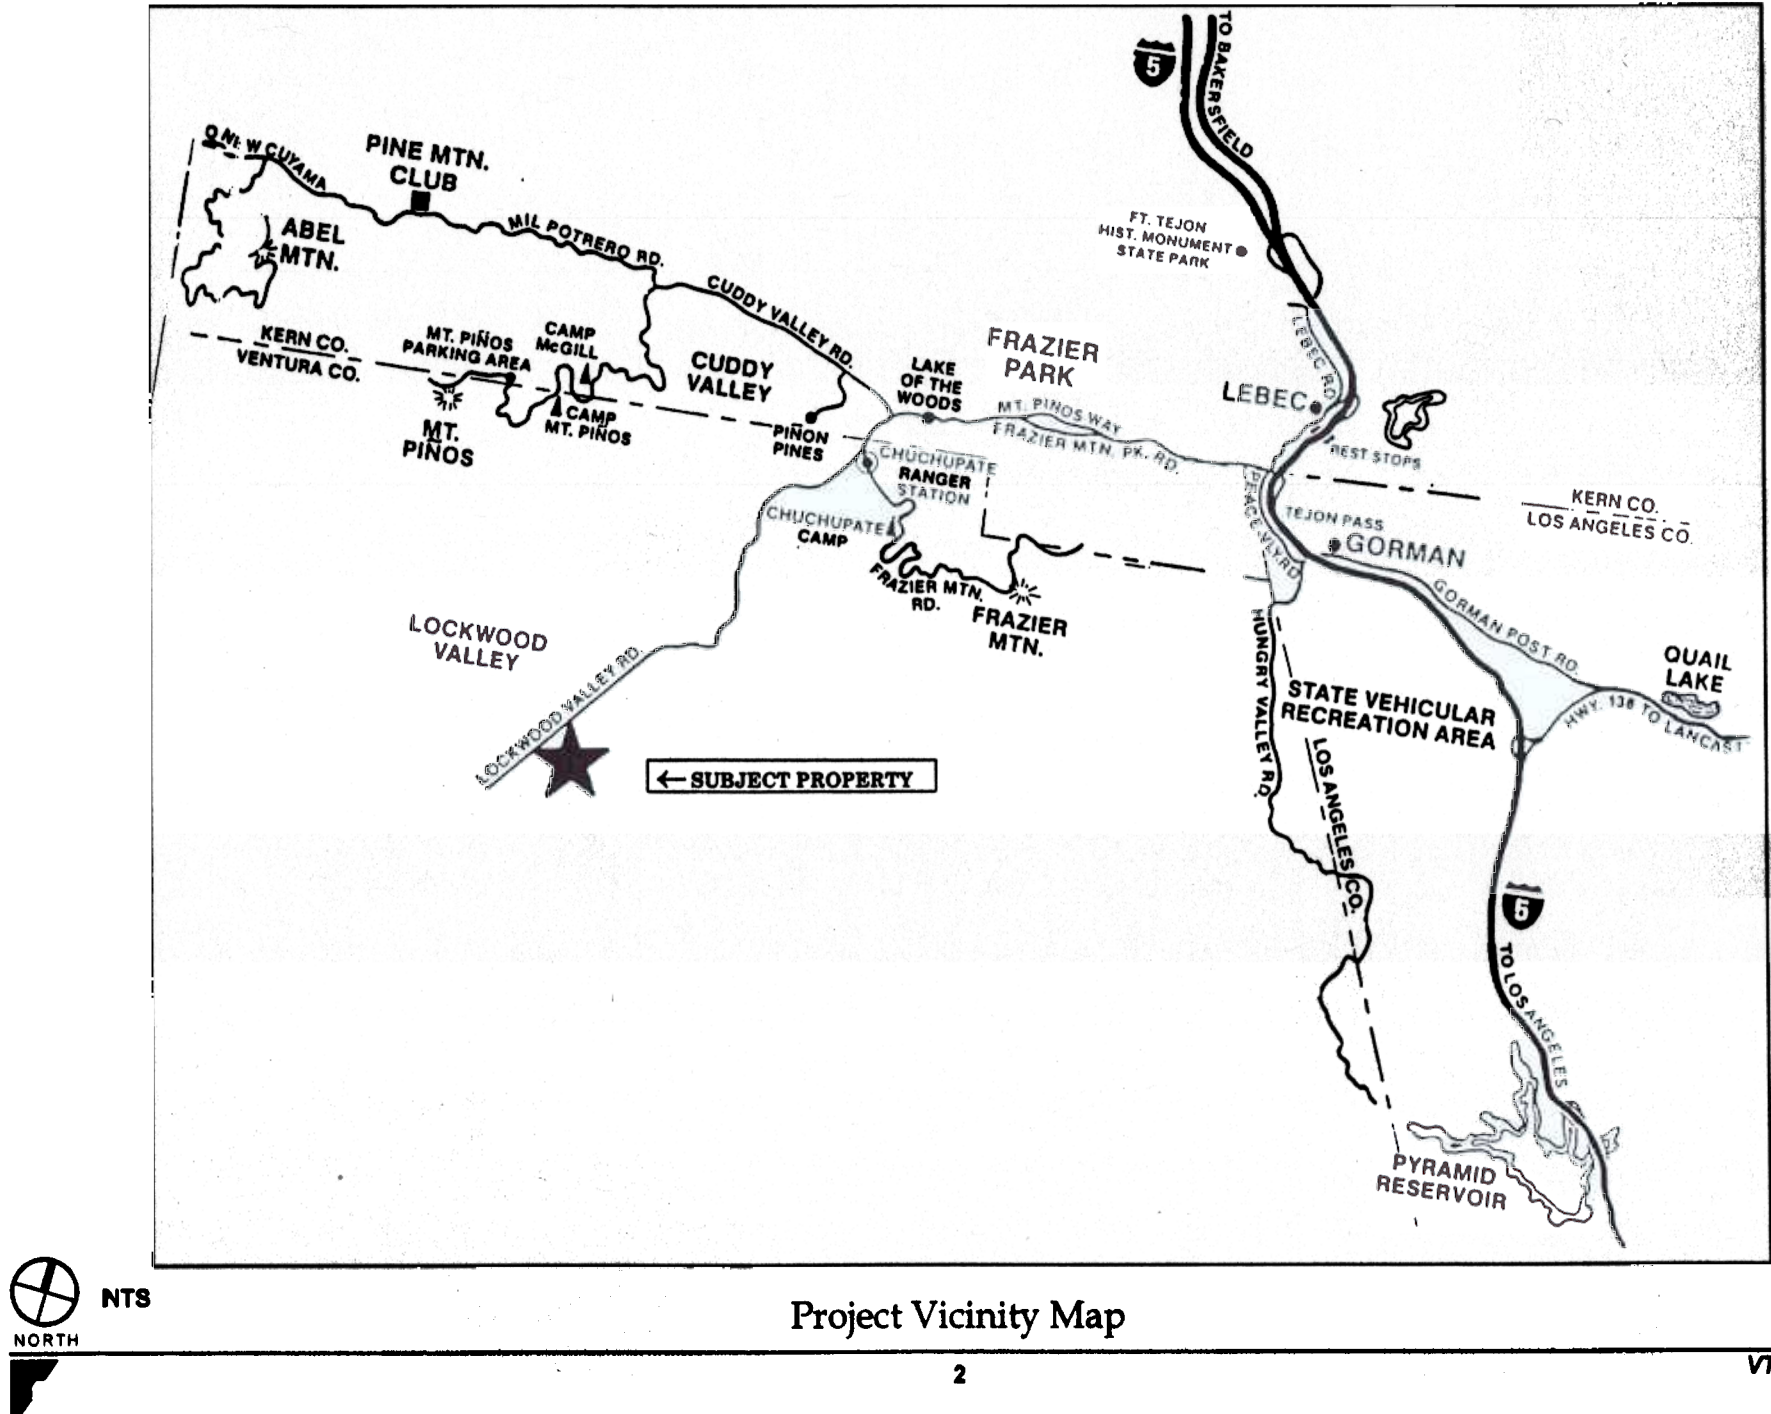 5
TO BAKERSFIELD
NEW CUYAMA
PINE MTN.
CLUB
ABEL
MTN.
MIL POTRERO RD.
FT. TEJON
HIST. MONUMENT
STATE PARK
CUDDY VALLEY RD.
LEBEC RD.
KERN CO.
VENTURA CO.
MT. PIÑOS
PARKING AREA
CAMP
McGILL
CUDDY
VALLEY
LAKE
OF THE
WOODS
FRAZIER
PARK
LEBEC
MT. PIÑOS WAY
FRAZIER MTN. PK. RD.
REST STOPS
CAMP
MT. PIÑOS
MT.
PIÑOS
PIÑON
PINES
CHUCHUPATE
RANGER
STATION
PEACE VLY. RD.
KERN CO.
LOS ANGELES CO.
CHUCHUPATE
CAMP
TEJON PASS
GORMAN
FRAZIER MTN.
RD.
FRAZIER
MTN.
GORMAN POST RD.
LOCKWOOD
VALLEY
LOCKWOOD VALLEY RD.
HUNGRY VALLEY RD.
QUAIL
LAKE
STATE VEHICULAR
RECREATION AREA
HWY. 138 TO LANCAST
← SUBJECT PROPERTY
LOS ANGELES CO.
5
TO LOS ANGELES
PYRAMID
RESERVOIR
NTS
NORTH
Project Vicinity Map
2